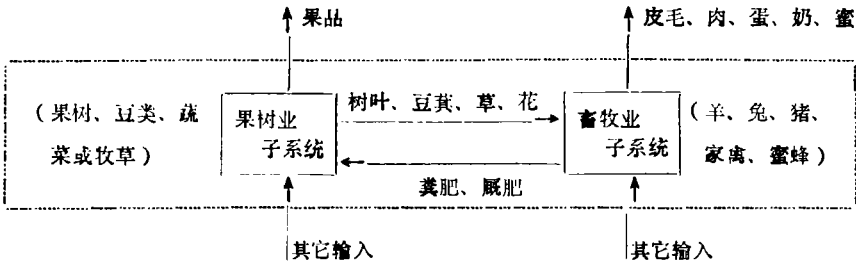 果品
皮毛、肉、蛋、奶、蜜
(果树、豆类、蔬
菜或牧草)
果树业
子系统
树叶、豆萁、草、花
畜牧业
子系统
(羊、兔、猪、
家禽、蜜蜂)
粪肥、厩肥
其它输入
其它输入